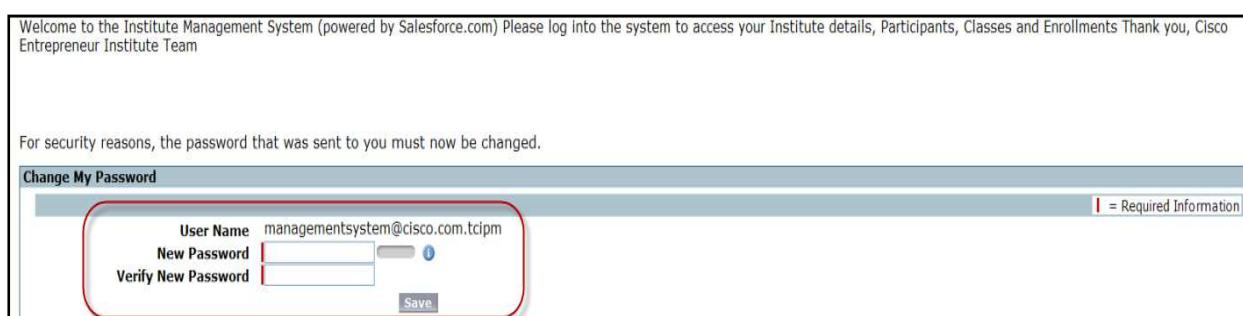 Welcome to the Institute Management System (powered by Salesforce.com) Please log into the system to access your Institute details, Participants, Classes and Enrollments Thank you, Cisco
Entrepreneur Institute Team
For security reasons, the password that was sent to you must now be changed.
Change My Password
= Required Information
User Name managementsystem@cisco.com.tcipm
New Password
Verify New Password
Save